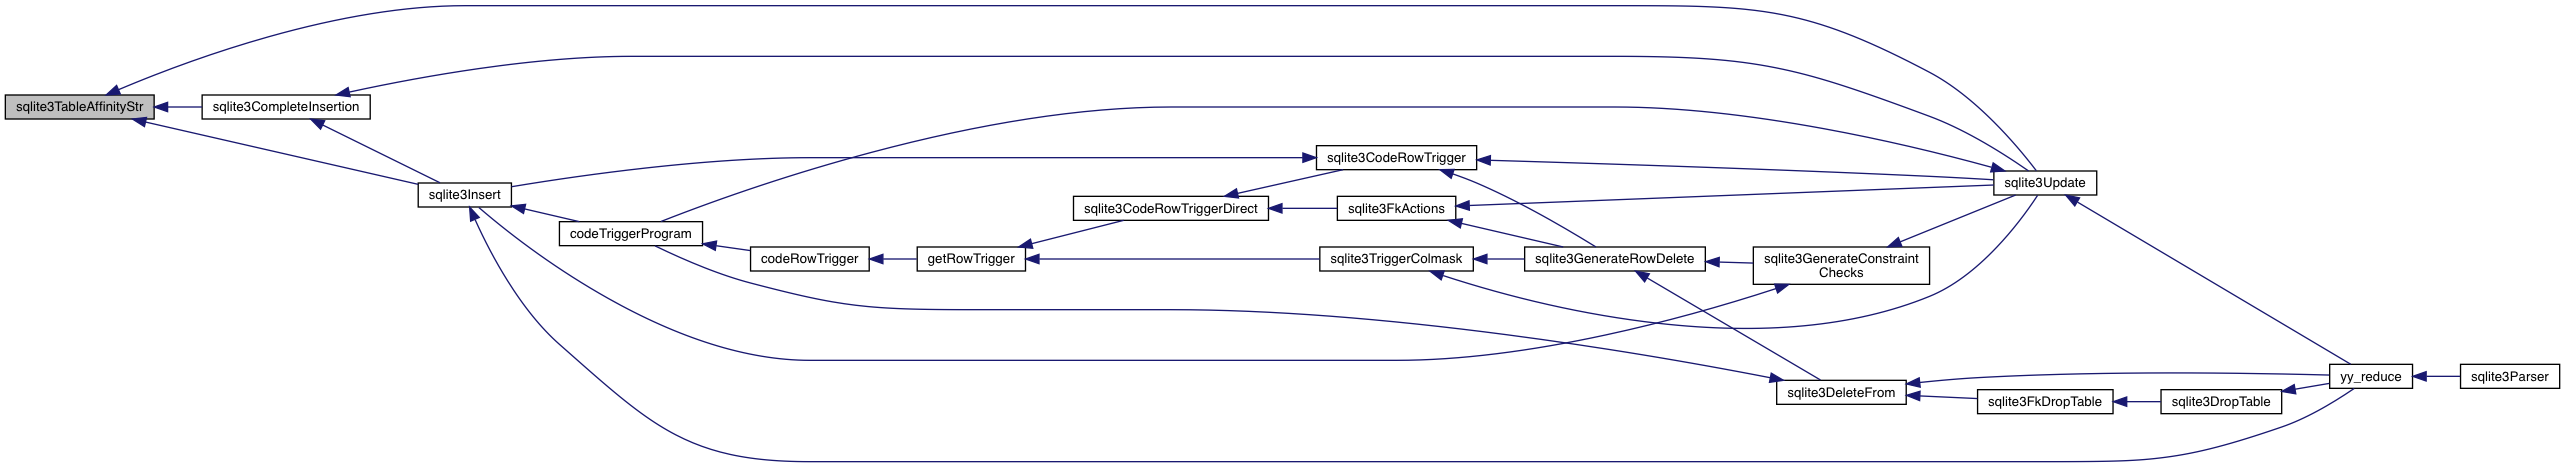 sqlite3TableAffinityStr
sqlite3CompleteInsertion
sqlite3Insert
codeTriggerProgram
codeRowTrigger
getRowTrigger
sqlite3CodeRowTriggerDirect
sqlite3CodeRowTrigger
sqlite3FkActions
sqlite3TriggerColmask
sqlite3GenerateRowDelete
sqlite3GenerateConstraint
Checks
sqlite3DeleteFrom
sqlite3Update
sqlite3FkDropTable
sqlite3DropTable
yy_reduce
sqlite3Parser